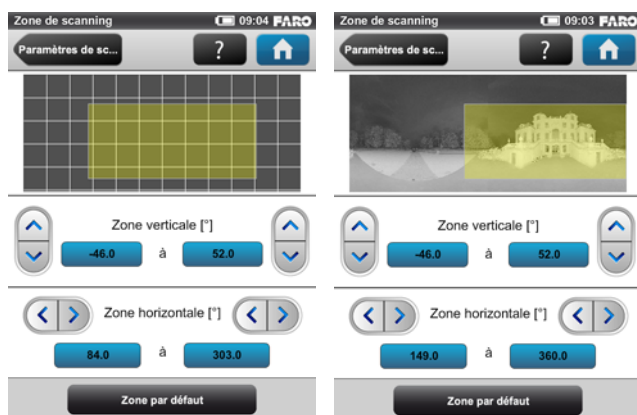 Zone de scanning 09:04 FARO
Paramètres de sc...
?
Zone verticale [°]
-46.0 à 52.0
Zone horizontale [°]
84.0 à 303.0
Zone par défaut
Zone de scanning 09:03 FARO
Paramètres de sc...
?
Zone verticale [°]
-46.0 à 52.0
Zone horizontale [°]
149.0 à 360.0
Zone par défaut